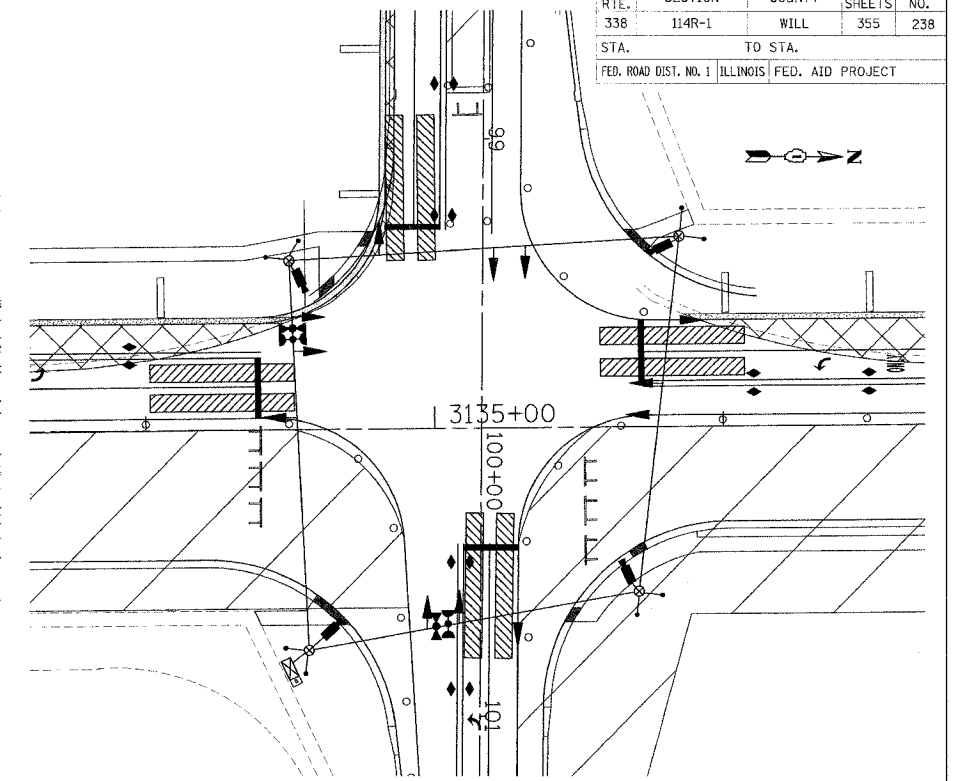 RTE. SECTION COUNTY SHEETS NO.
338 114R-1 WILL 355 238
STA. TO STA.
FED. ROAD DIST. NO. 1 ILLINOIS FED. AID PROJECT
99
N
3135+00
100+00
101